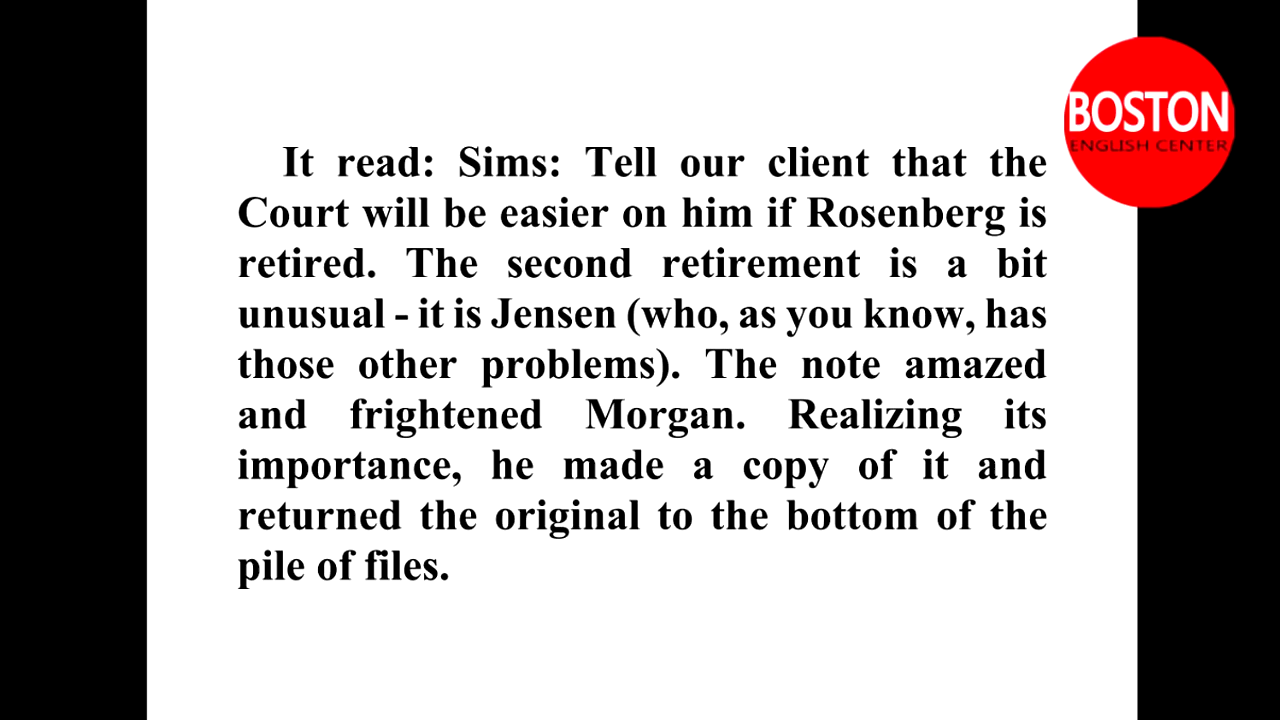 BOSTON
ENGLISH CENTER
It read: Sims: Tell our client that the
Court will be easier on him if Rosenberg is
retired. The second retirement is a bit
unusual - it is Jensen (who, as you know, has
those other problems). The note amazed
and frightened Morgan. Realizing its
importance, he made a copy of it and
returned the original to the bottom of the
pile of files.